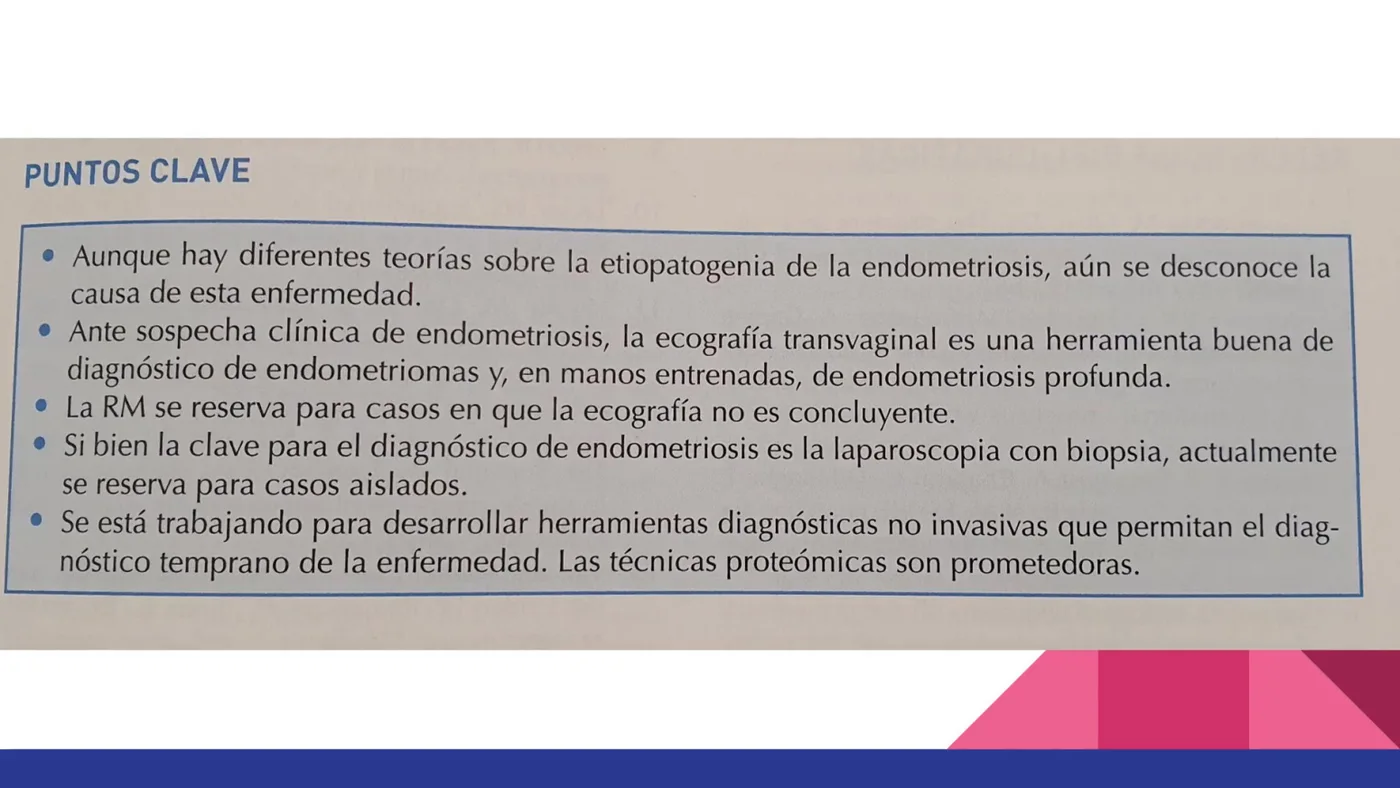 PUNTOS CLAVE
• Aunque hay diferentes teorías sobre la etiopatogenia de la endometriosis, aún se desconoce la
causa de esta enfermedad.
• Ante sospecha clínica de endometriosis, la ecografía transvaginal es una herramienta buena de
diagnóstico de endometriomas y, en manos entrenadas, de endometriosis profunda.
• La RM se reserva para casos en que la ecografía no es concluyente.
• Si bien la clave para el diagnóstico de endometriosis es la laparoscopia con biopsia, actualmente
se reserva para casos aislados.
• Se está trabajando para desarrollar herramientas diagnósticas no invasivas que permitan el diag-
nóstico temprano de la enfermedad. Las técnicas proteómicas son prometedoras.